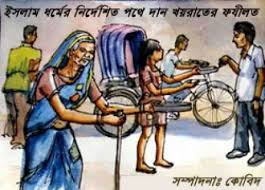 ইসলাম ধর্মের নির্দেশিত পথে দান খয়রাতের ফযীলত
সম্পাদনাঃ কোবিদ